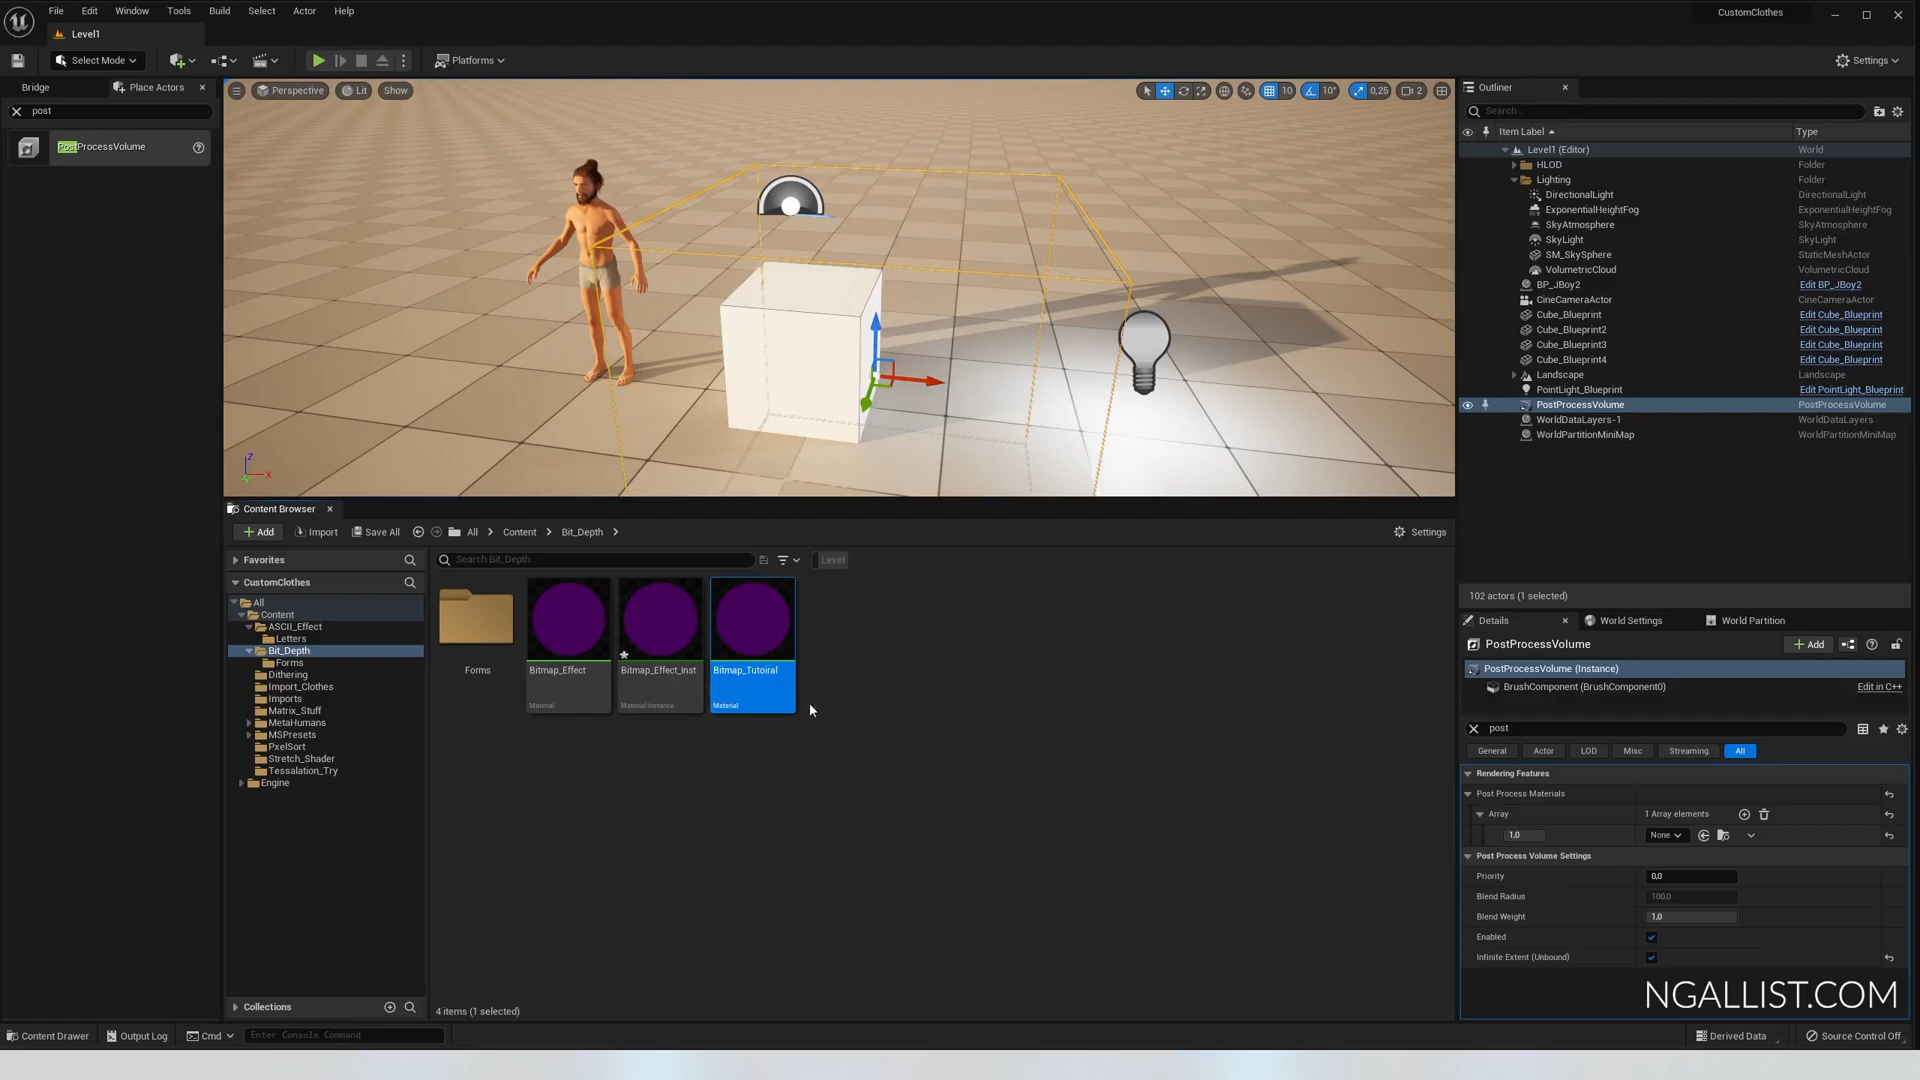 File Edit Window Tools Build Select Actor Help
CustomClothes
Level1
Select Mode
Platforms
Settings
Bridge
Place Actors
post
PostProcessVolume
Perspective
Lit
Show
10
10°
0,25
2
Z
X
Y
Outliner
Search...
Item Label
Type
Level1 (Editor) World
HLOD Folder
Lighting Folder
DirectionalLight DirectionalLight
ExponentialHeightFog ExponentialHeightFog
SkyAtmosphere SkyAtmosphere
SkyLight SkyLight
SM_SkySphere StaticMeshActor
VolumetricCloud VolumetricCloud
BP_JBoy2 Edit BP_JBoy2
CineCameraActor CineCameraActor
Cube_Blueprint Edit Cube_Blueprint
Cube_Blueprint2 Edit Cube_Blueprint
Cube_Blueprint3 Edit Cube_Blueprint
Cube_Blueprint4 Edit Cube_Blueprint
Landscape Landscape
PointLight_Blueprint Edit PointLight_Blueprint
PostProcessVolume PostProcessVolume
WorldDataLayers-1 WorldDataLayers
WorldPartitionMiniMap WorldPartitionMiniMap
102 actors (1 selected)
Content Browser
Add Import Save All All Content Bit_Depth
Settings
Favorites
CustomClothes
All
Content
ASCII_Effect
Letters
Bit_Depth
Forms
Dithering
Import_Clothes
Imports
Matrix_Stuff
MetaHumans
MSPresets
PxelSort
Stretch_Shader
Tessalation_Try
Engine
Collections
Search Bit_Depth
Level
Forms
Bitmap_Effect
Material
Bitmap_Effect_Inst
Material Instance
Bitmap_Tutoiral
Material
4 items (1 selected)
Details
World Settings
World Partition
PostProcessVolume
Add
PostProcessVolume (Instance)
BrushComponent (BrushComponent0)
Edit in C++
post
General Actor LOD Misc Streaming All
Rendering Features
Post Process Materials
Array 1 Array elements
1,0 None
Post Process Volume Settings
Priority 0,0
Blend Radius 100,0
Blend Weight 1,0
Enabled
Infinite Extent (Unbound)
NGALLIST.COM
Content Drawer
Output Log
Cmd
Enter Console Command
Derived Data
Source Control Off